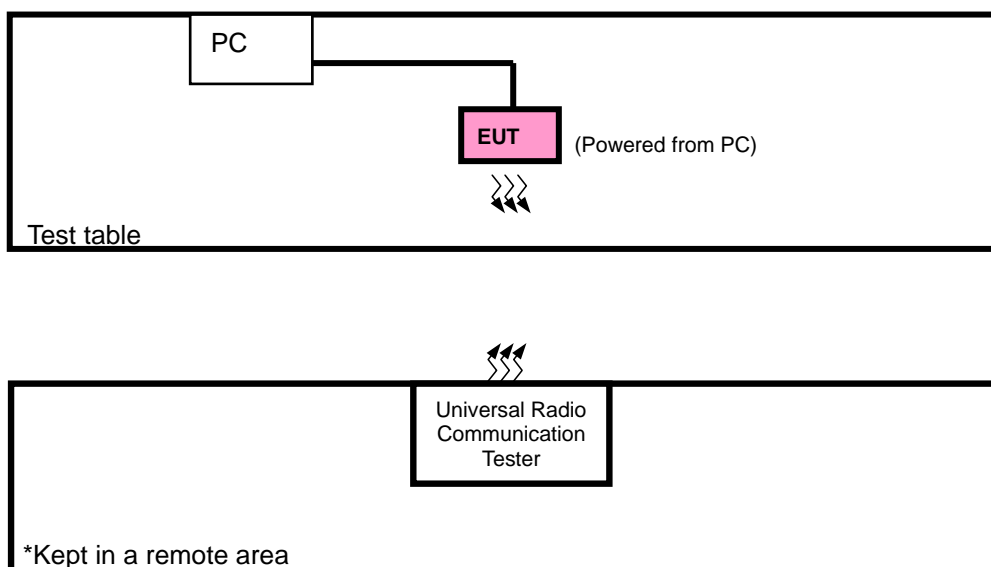 PC
EUT
(Powered from PC)
Test table
Universal Radio
Communication
Tester
*Kept in a remote area